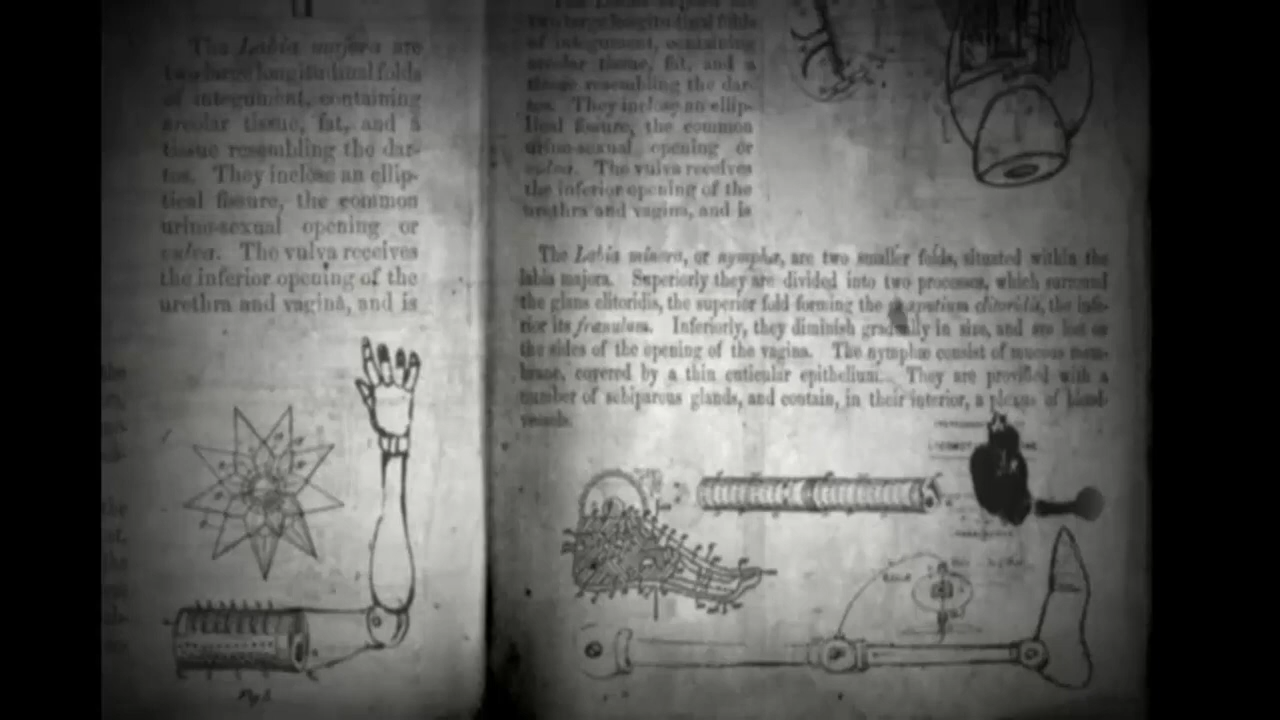 The Labia majora are
two large longitudinal folds
of integument, containing
areolar tissue, fat, and a
tissue resembling the dar-
tos. They inclose an ellip-
tical fissure, the common
urino-sexual opening or
vulva. The vulva receives
the inferior opening of the
urethra and vagina, and is
Fig 1.
The Labia majora are
two large longitudinal folds
of integument, containing
areolar tissue, fat, and a
tissue resembling the dar-
tos. They inclose an ellip-
tical fissure, the common
urino-sexual opening or
vulva. The vulva receives
the inferior opening of the
urethra and vagina, and is
The Labia minora, or nymphæ, are two smaller folds, situated within the
labia majora. Superiorly they are divided into two processes, which surround
the glans clitoridis, the superior fold forming the præputium clitoridis, the infe-
rior its frænulum. Inferiorly, they diminish gradually in size, and are lost on
the sides of the opening of the vagina. The nymphæ consist of mucous mem-
brane, covered by a thin cuticular epithelium. They are provided with a
number of sebiparous glands, and contain, in their interior, a plexus of blood-
vessels.